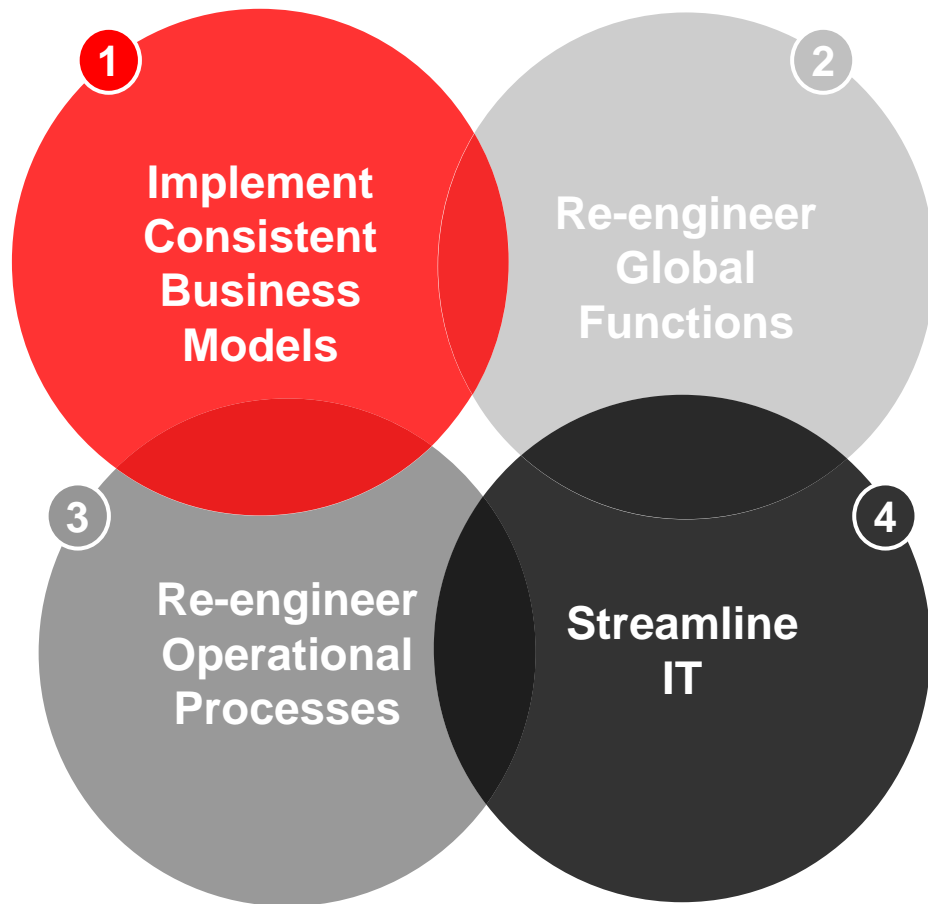 1
Implement
Consistent
Business
Models
2
Re-engineer
Global
Functions
3
Re-engineer
Operational
Processes
4
Streamline
IT